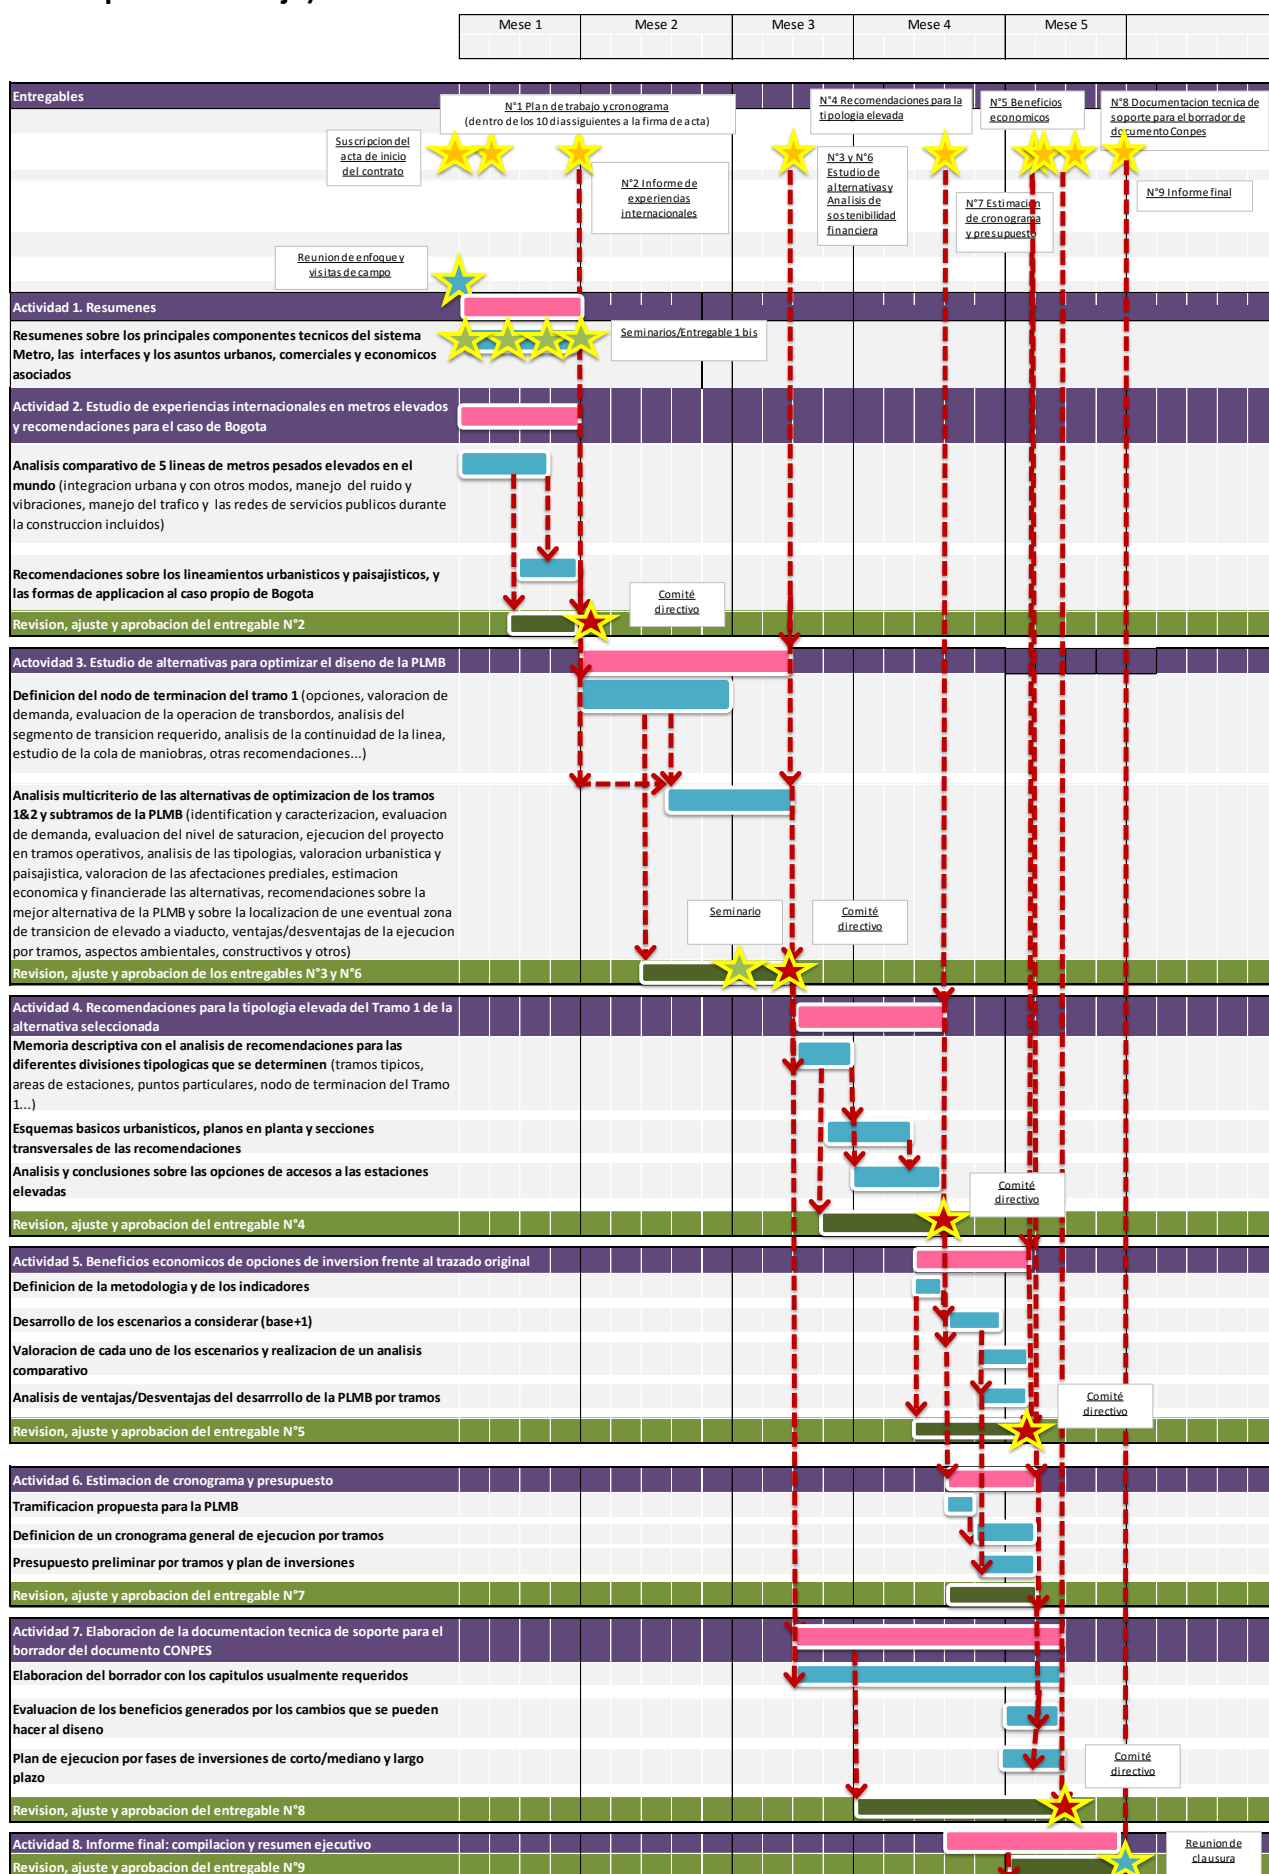 Mese 1
Mese 2
Mese 3
Mese 4
Mese 5
Entregables
N°1 Plan de trabajo y cronograma
(dentro de los 10 dias siguientes a la firma de acta)
N°4 Recomendaciones para la
tipologia elevada
N°5 Beneficios
economicos
N°8 Documentacion tecnica de
soporte para el borrador de
documento Conpes
Suscripcion del
acta de inicio
del contrato
N°2 Informe de
experiencias
internacionales
N°3 y N°6
Estudio de
alternativas y
Analisis de
sostenibilidad
financiera
N°7 Estimacion
de cronograma
y presupuesto
N°9 Informe final
Reunion de enfoque y
visitas de campo
Actividad 1. Resumenes
Resumenes sobre los principales componentes tecnicos del sistema
Metro, las interfaces y los asuntos urbanos, comerciales y economicos
asociados
Seminarios/Entregable 1 bis
Actividad 2. Estudio de experiencias internacionales en metros elevados
y recomendaciones para el caso de Bogota
Analisis comparativo de 5 lineas de metros pesados elevados en el
mundo (integracion urbana y con otros modos, manejo del ruido y
vibraciones, manejo del trafico y las redes de servicios publicos durante
la construccion incluidos)
Recomendaciones sobre los lineamientos urbanisticos y paisajisticos, y
las formas de applicacion al caso propio de Bogota
Comité
directivo
Revision, ajuste y aprobacion del entregable N°2
Actovidad 3. Estudio de alternativas para optimizar el diseno de la PLMB
Definicion del nodo de terminacion del tramo 1 (opciones, valoracion de
demanda, evaluacion de la operacion de transbordos, analisis del
segmento de transicion requerido, analisis de la continuidad de la linea,
estudio de la cola de maniobras, otras recomendaciones...)
Analisis multicriterio de las alternativas de optimizacion de los tramos
1&2 y subtramos de la PLMB (identification y caracterizacion, evaluacion
de demanda, evaluacion del nivel de saturacion, ejecucion del proyecto
en tramos operativos, analisis de las tipologias, valoracion urbanistica y
paisajistica, valoracion de las afectaciones prediales, estimacion
economica y financierade las alternativas, recomendaciones sobre la
mejor alternativa de la PLMB y sobre la localizacion de une eventual zona
de transicion de elevado a viaducto, ventajas/desventajas de la ejecucion
por tramos, aspectos ambientales, constructivos y otros)
Seminario
Comité
directivo
Revision, ajuste y aprobacion de los entregables N°3 y N°6
Actividad 4. Recomendaciones para la tipologia elevada del Tramo 1 de la
alternativa seleccionada
Memoria descriptiva con el analisis de recomendaciones para las
diferentes divisiones tipologicas que se determinen (tramos tipicos,
areas de estaciones, puntos particulares, nodo de terminacion del Tramo
1...)
Esquemas basicos urbanisticos, planos en planta y secciones
transversales de las recomendaciones
Analisis y conclusiones sobre las opciones de accesos a las estaciones
elevadas
Comité
directivo
Revision, ajuste y aprobacion del entregable N°4
Actividad 5. Beneficios economicos de opciones de inversion frente al trazado original
Definicion de la metodologia y de los indicadores
Desarrollo de los escenarios a considerar (base+1)
Valoracion de cada uno de los escenarios y realizacion de un analisis
comparativo
Analisis de ventajas/Desventajas del desarrrollo de la PLMB por tramos
Comité
directivo
Revision, ajuste y aprobacion del entregable N°5
Actividad 6. Estimacion de cronograma y presupuesto
Tramificacion propuesta para la PLMB
Definicion de un cronograma general de ejecucion por tramos
Presupuesto preliminar por tramos y plan de inversiones
Revision, ajuste y aprobacion del entregable N°7
Actividad 7. Elaboracion de la documentacion tecnica de soporte para el
borrador del documento CONPES
Elaboracion del borrador con los capitulos usualmente requeridos
Evaluacion de los beneficios generados por los cambios que se pueden
hacer al diseno
Plan de ejecucion por fases de inversiones de corto/mediano y largo
plazo
Comité
directivo
Revision, ajuste y aprobacion del entregable N°8
Actividad 8. Informe final: compilacion y resumen ejecutivo
Reunion de
clausura
Revision, ajuste y aprobacion del entregable N°9